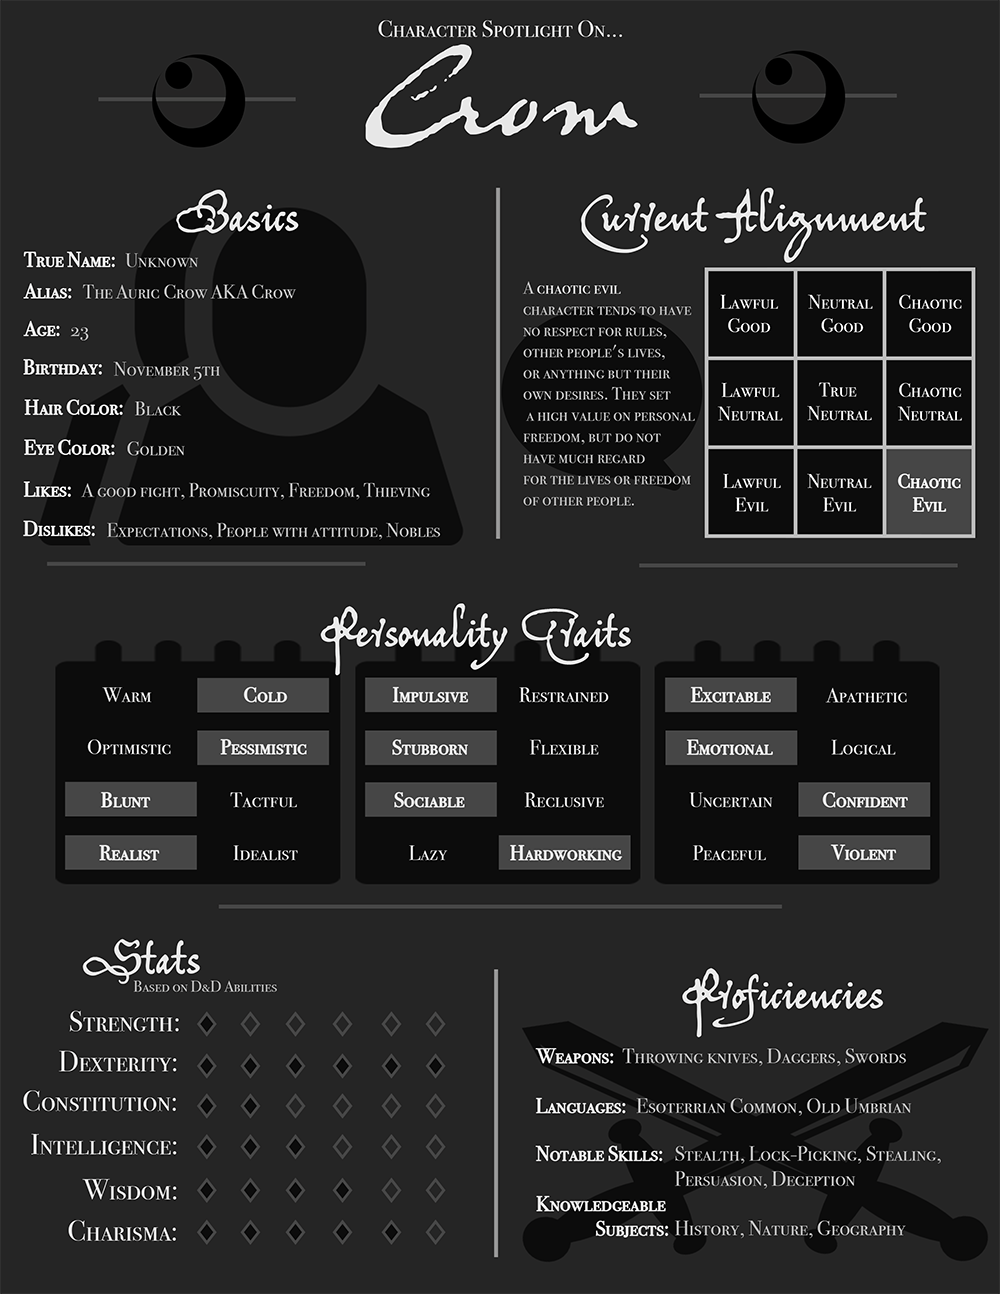 Character Spotlight On...
Crow
Basics
True Name: Unknown
Alias: The Auric Crow AKA Crow
Age: 23
Birthday: November 5th
Hair Color: Black
Eye Color: Golden
Likes: A good fight, Promiscuity, Freedom, Thieving
Dislikes: Expectations, People with attitude, Nobles
Current Alignment
A chaotic evil
character tends to have
no respect for rules,
other people's lives,
or anything but their
own desires. They set
a high value on personal
freedom, but do not
have much regard
for the lives or freedom
of other people.
Lawful Good
Neutral Good
Chaotic Good
Lawful Neutral
True Neutral
Chaotic Neutral
Lawful Evil
Neutral Evil
Chaotic Evil
Personality Traits
Warm Cold
Optimistic Pessimistic
Blunt Tactful
Realist Idealist
Impulsive Restrained
Stubborn Flexible
Sociable Reclusive
Lazy Hardworking
Excitable Apathetic
Emotional Logical
Uncertain Confident
Peaceful Violent
Stats
Based on D&D Abilities
Strength:
Dexterity:
Constitution:
Intelligence:
Wisdom:
Charisma:
Proficiencies
Weapons: Throwing knives, Daggers, Swords
Languages: Esoterrian Common, Old Umbrian
Notable Skills: Stealth, Lock-Picking, Stealing,
Persuasion, Deception
Knowledgeable
Subjects: History, Nature, Geography